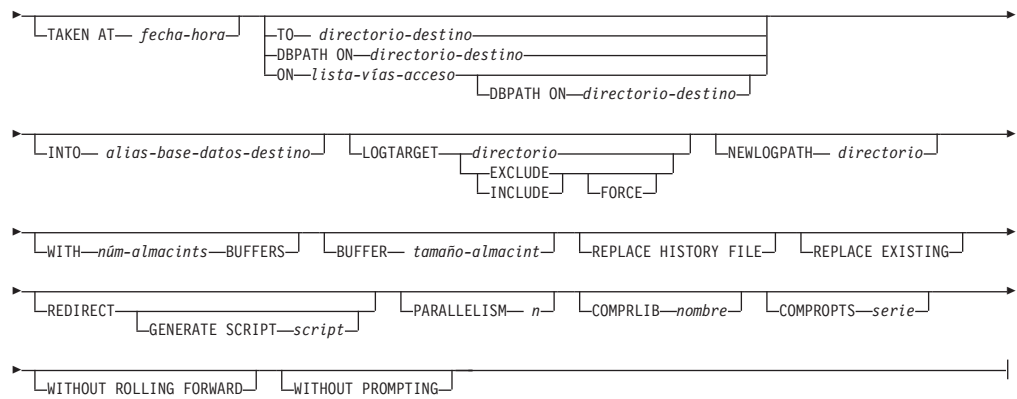 TAKEN AT fecha-hora TO directorio-destino
DBPATH ON directorio-destino
ON lista-vías-acceso
DBPATH ON directorio-destino
INTO alias-base-datos-destino LOGTARGET directorio NEWLOGPATH directorio
EXCLUDE
INCLUDE FORCE
WITH núm-almacints BUFFERS BUFFER tamaño-almacint REPLACE HISTORY FILE REPLACE EXISTING
REDIRECT PARALLELISM n COMPRLIB nombre COMPROPTS serie
GENERATE SCRIPT script
WITHOUT ROLLING FORWARD WITHOUT PROMPTING